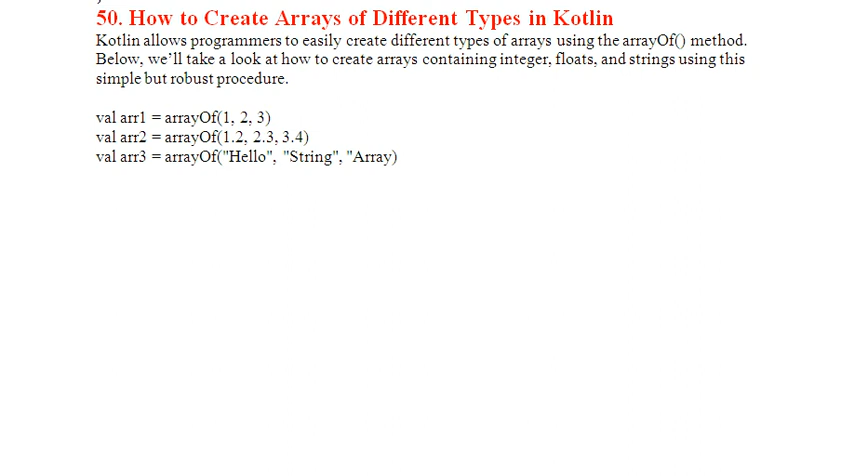 50. How to Create Arrays of Different Types in Kotlin
Kotlin allows programmers to easily create different types of arrays using the arrayOf() method.
Below, we’ll take a look at how to create arrays containing integer, floats, and strings using this
simple but robust procedure.
val arr1 = arrayOf(1, 2, 3)
val arr2 = arrayOf(1.2, 2.3, 3.4)
val arr3 = arrayOf("Hello", "String", "Array)